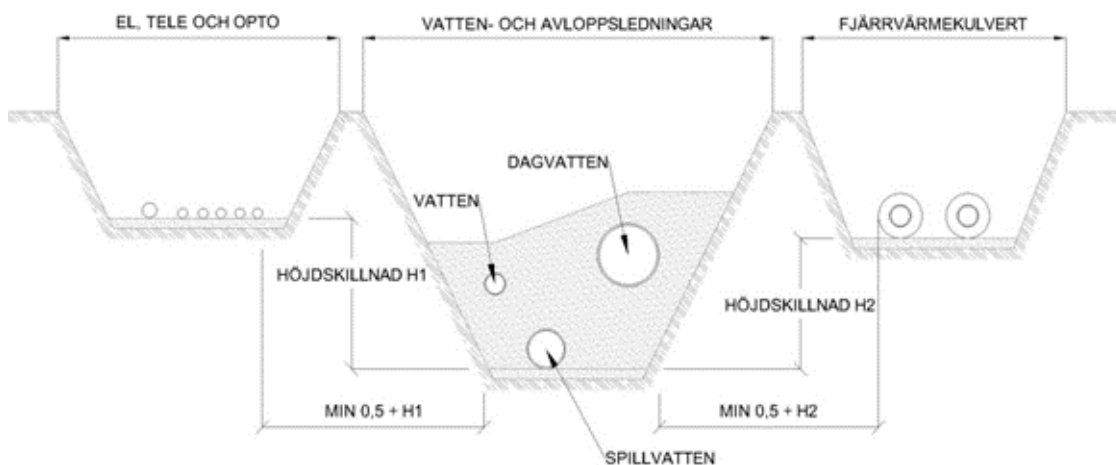 EL, TELE OCH OPTO
VATTEN- OCH AVLOPPSLEDNINGAR
FJÄRRVÄRMEKULVERT
DAGVATTEN
VATTEN
HÖJDSKILLNAD H1
HÖJDSKILLNAD H2
MIN 0,5 + H1
MIN 0,5 + H2
SPILLVATTEN